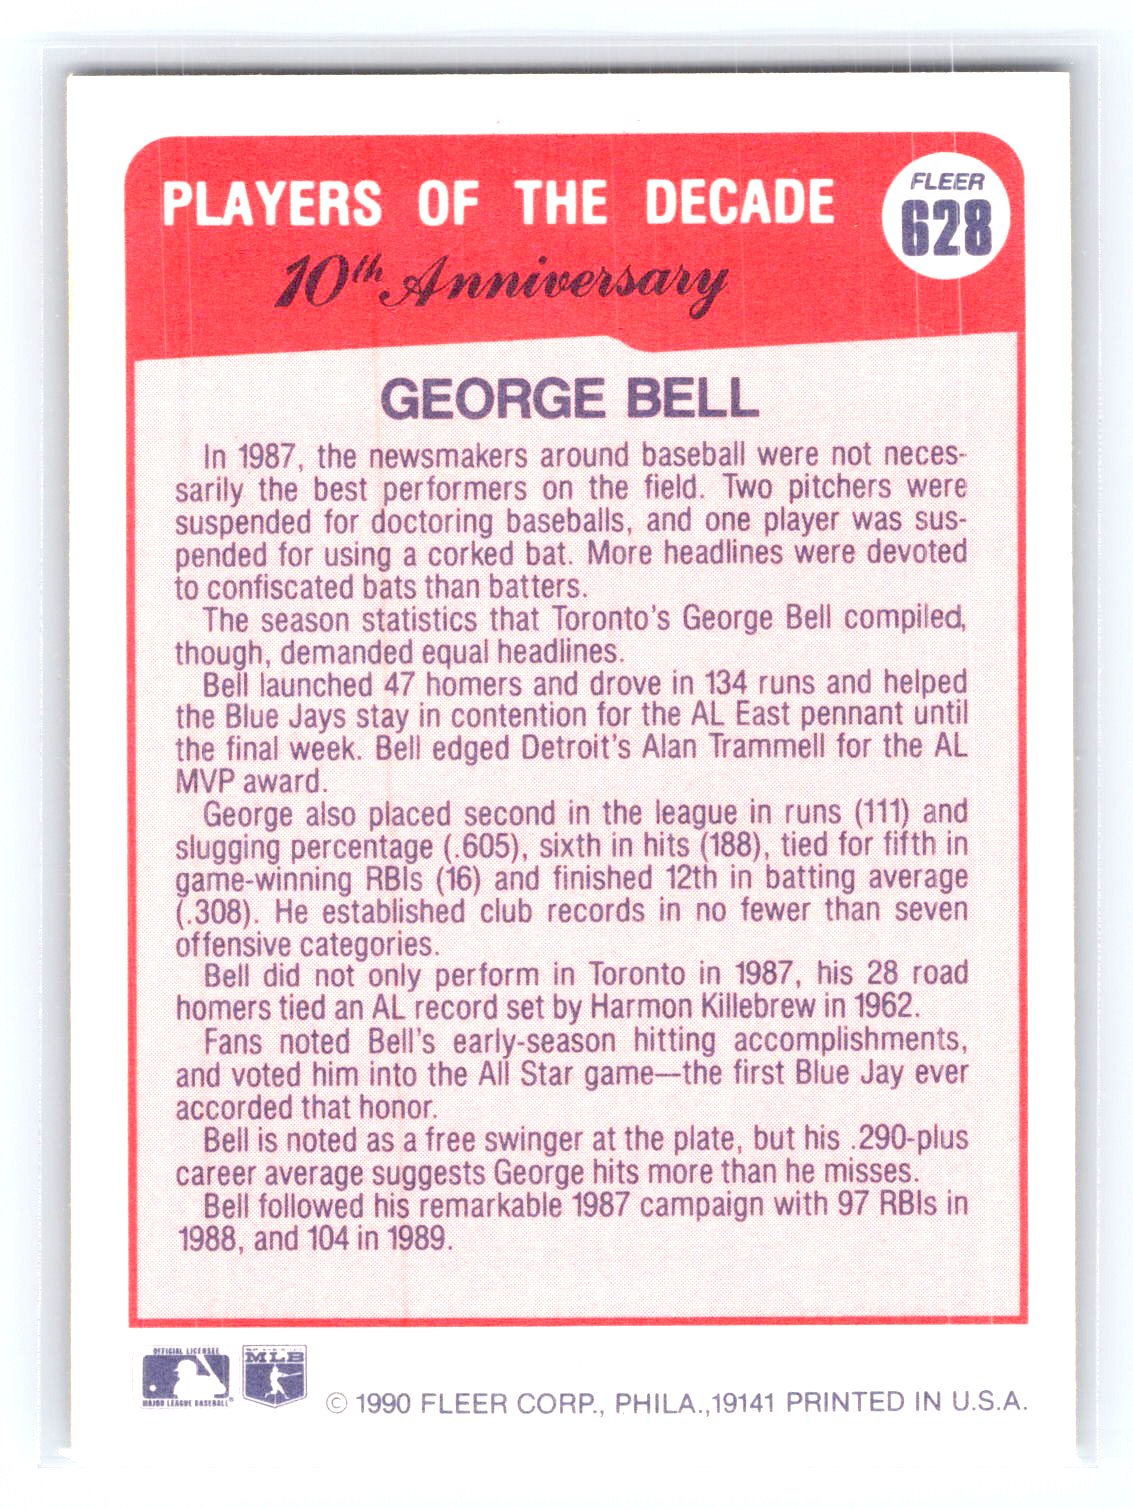 PLAYERS OF THE DECADE
FLEER
628
10th Anniversary
GEORGE BELL
In 1987, the newsmakers around baseball were not neces-
sarily the best performers on the field. Two pitchers were
suspended for doctoring baseballs, and one player was sus-
pended for using a corked bat. More headlines were devoted
to confiscated bats than batters.
The season statistics that Toronto's George Bell compiled,
though, demanded equal headlines.
Bell launched 47 homers and drove in 134 runs and helped
the Blue Jays stay in contention for the AL East pennant until
the final week. Bell edged Detroit's Alan Trammell for the AL
MVP award.
George also placed second in the league in runs (111) and
slugging percentage (.605), sixth in hits (188), tied for fifth in
game-winning RBIs (16) and finished 12th in batting average
(.308). He established club records in no fewer than seven
offensive categories.
Bell did not only perform in Toronto in 1987, his 28 road
homers tied an AL record set by Harmon Killebrew in 1962.
Fans noted Bell's early-season hitting accomplishments,
and voted him into the All Star game—the first Blue Jay ever
accorded that honor.
Bell is noted as a free swinger at the plate, but his .290-plus
career average suggests George hits more than he misses.
Bell followed his remarkable 1987 campaign with 97 RBIs in
1988, and 104 in 1989.
OFFICIAL LICENSEE
MAJOR LEAGUE BASEBALL
MLB
© 1990 FLEER CORP., PHILA.,19141 PRINTED IN U.S.A.